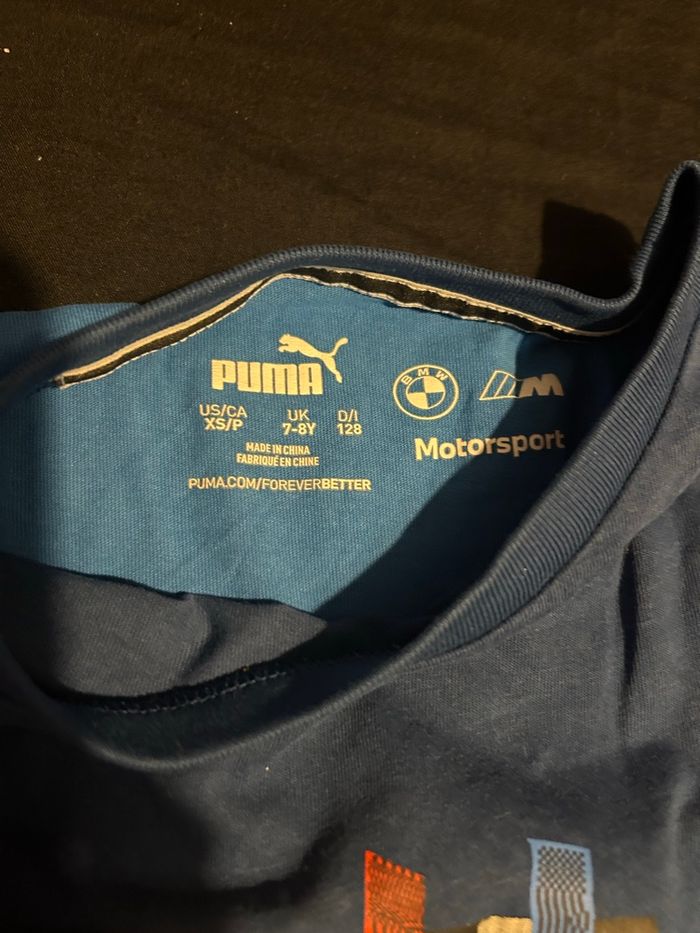 PUMA
US/CA UK D/I
XS/P 7-8Y 128
MADE IN CHINA
FABRIQUÉ EN CHINE
PUMA.COM/FOREVERBETTER
BMW
M
Motorsport